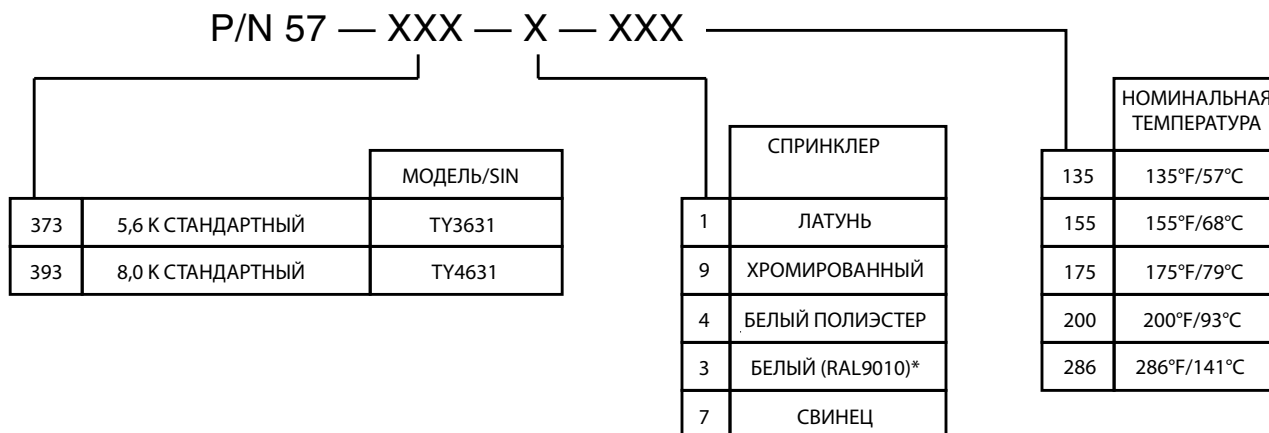 P/N 57 — XXX — X — XXX
МОДЕЛЬ/SIN
373 5,6 K СТАНДАРТНЫЙ TY3631
393 8,0 K СТАНДАРТНЫЙ TY4631
СПРИНКЛЕР
1 ЛАТУНЬ
9 ХРОМИРОВАННЫЙ
4 БЕЛЫЙ ПОЛИЭСТЕР
3 БЕЛЫЙ (RAL9010)*
7 СВИНЕЦ
НОМИНАЛЬНАЯ
ТЕМПЕРАТУРА
135 135°F/57°C
155 155°F/68°C
175 175°F/79°C
200 200°F/93°C
286 286°F/141°C